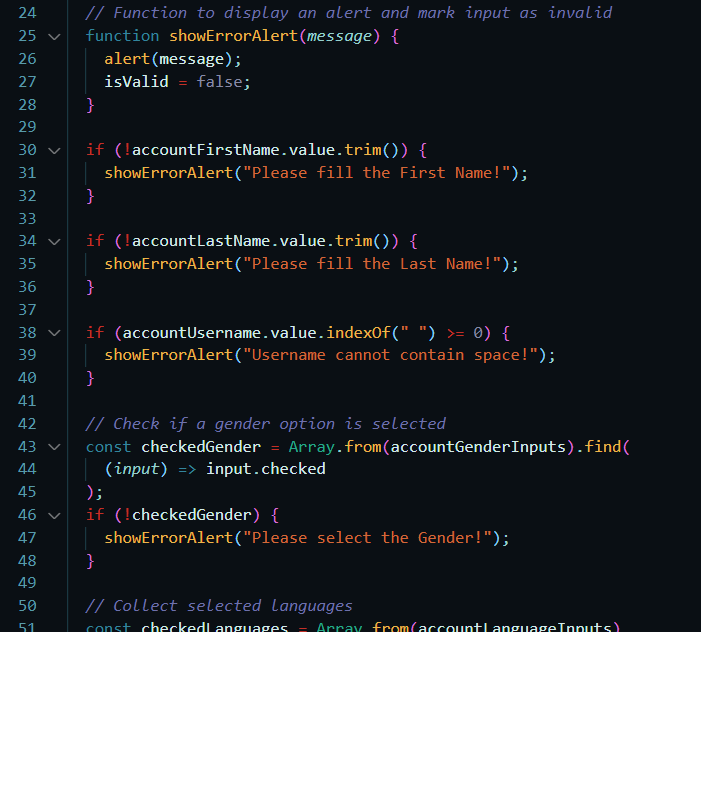 24 // Function to display an alert and mark input as invalid
25 function showErrorAlert(message) {
26 alert(message);
27 isValid = false;
28 }
29
30 if (!accountFirstName.value.trim()) {
31 showErrorAlert("Please fill the First Name!");
32 }
33
34 if (!accountLastName.value.trim()) {
35 showErrorAlert("Please fill the Last Name!");
36 }
37
38 if (accountUsername.value.indexOf(" ") >= 0) {
39 showErrorAlert("Username cannot contain space!");
40 }
41
42 // Check if a gender option is selected
43 const checkedGender = Array.from(accountGenderInputs).find(
44 (input) => input.checked
45 );
46 if (!checkedGender) {
47 showErrorAlert("Please select the Gender!");
48 }
49
50 // Collect selected languages
51 const checkedLanguages = Array.from(accountLanguageInputs)